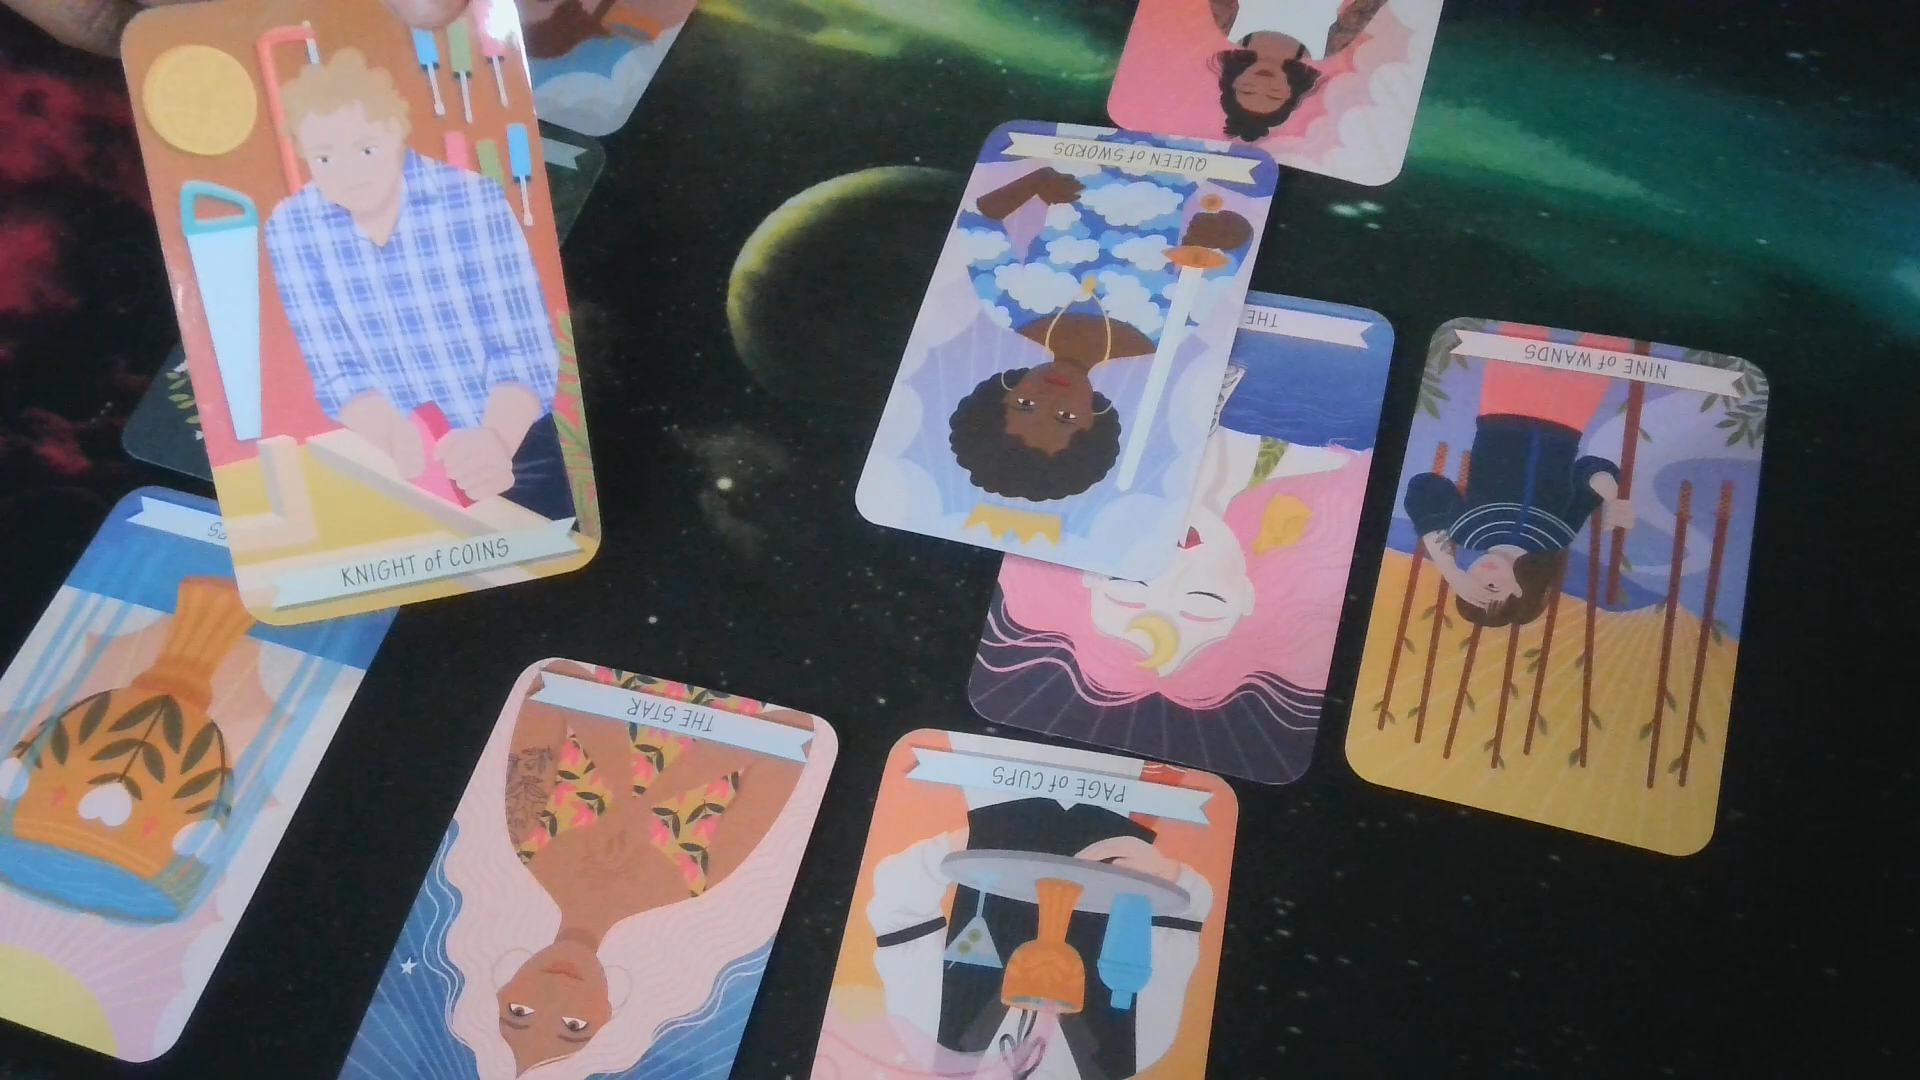 QUEEN of SWORDS
THE
NINE of WANDS
KNIGHT of COINS
THE STAR
PAGE of CUPS